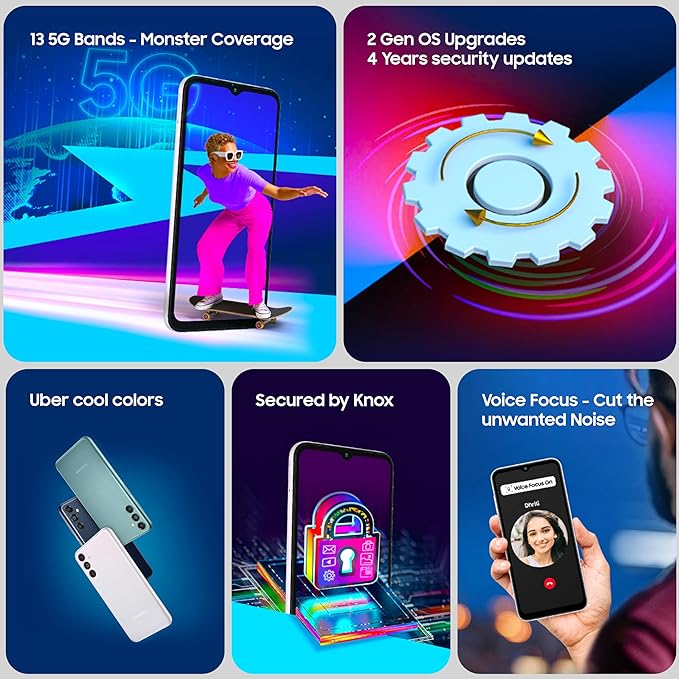 13 5G Bands - Monster Coverage
5G
2 Gen OS Upgrades
4 Years security updates
Uber cool colors
Secured by Knox
Voice Focus - Cut the
unwanted Noise
Voice Focus On
Dhriti